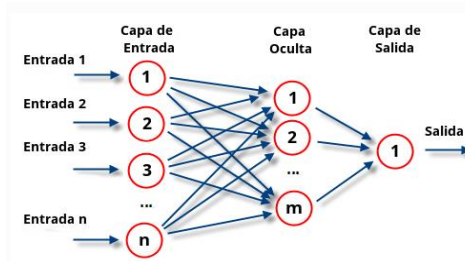 Capa de
Entrada
Capa
Oculta
Capa de
Salida
Entrada 1
Entrada 2
Entrada 3
Entrada n
1
2
3
...
n
1
2
...
m
1
Salida